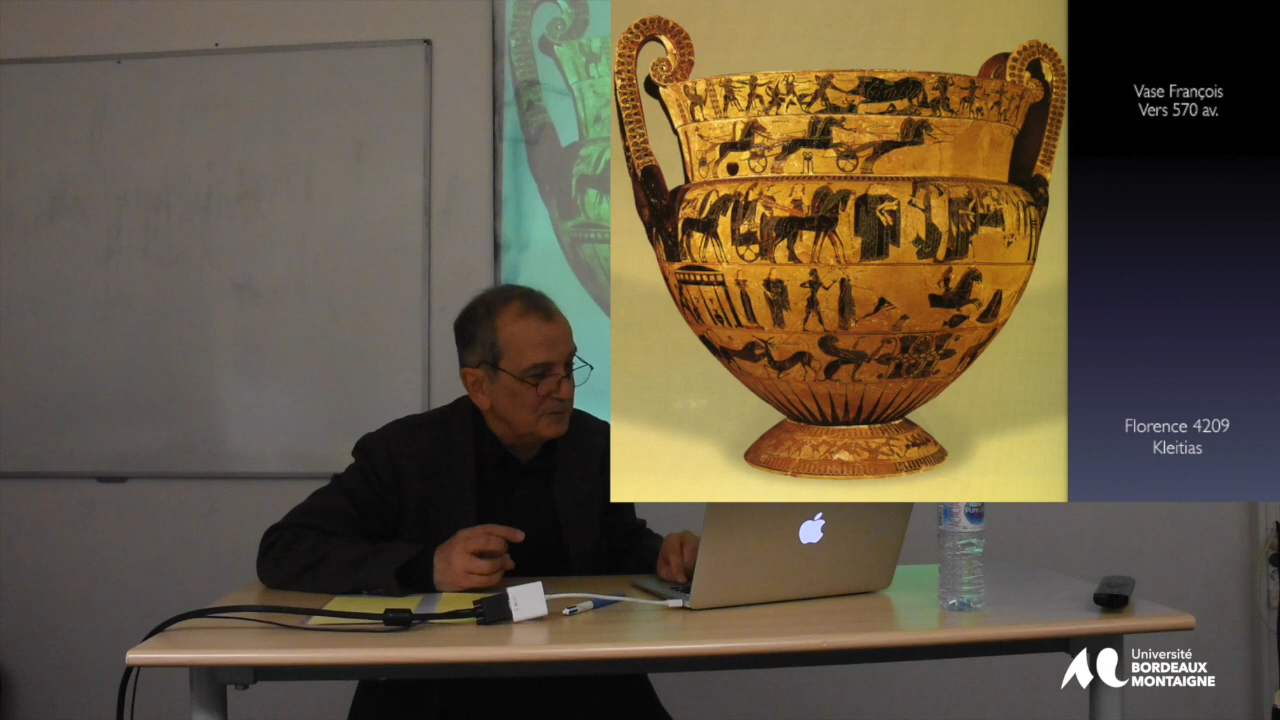 Vase François
Vers 570 av.
Florence 4209
Kleitias
Université
BORDEAUX
MONTAIGNE